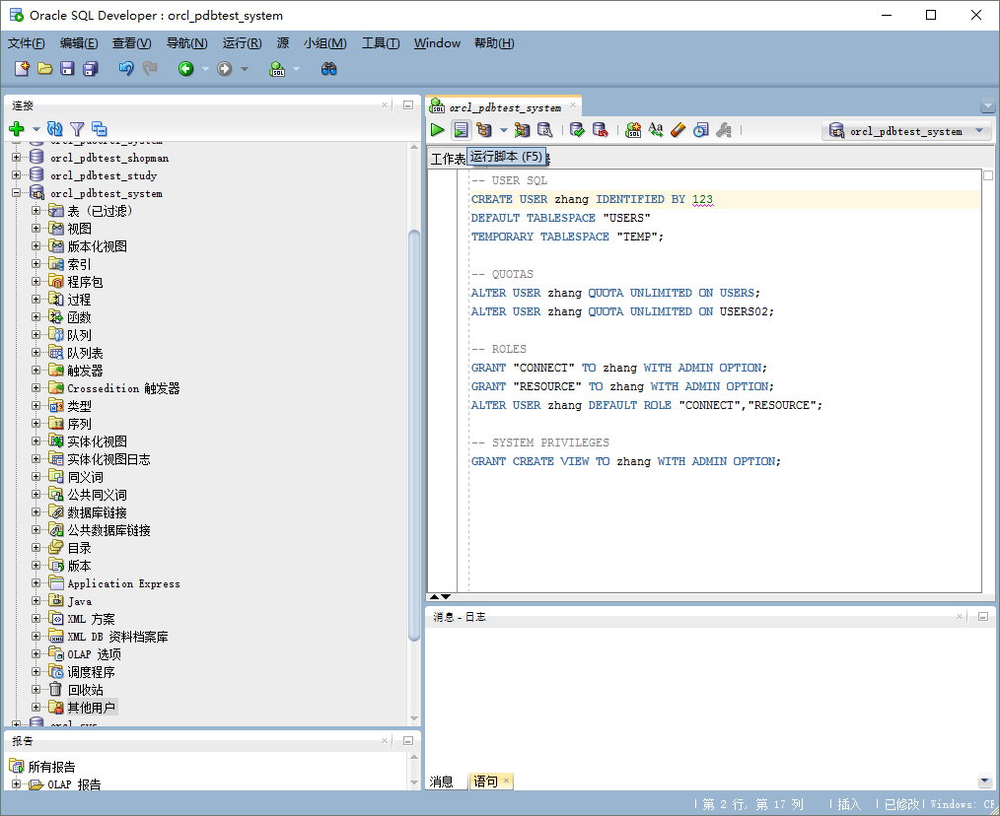 Oracle SQL Developer : orcl_pdbtest_system
文件(F) 编辑(E) 查看(V) 导航(N) 运行(R) 源 小组(M) 工具(T) Window 帮助(H)
连接
orcl_pdbtest_shopman
orcl_pdbtest_study
orcl_pdbtest_system
表 (已过滤)
视图
版本化视图
索引
程序包
过程
函数
队列
队列表
触发器
Crossedition 触发器
类型
序列
实体化视图
实体化视图日志
同义词
公共同义词
数据库链接
公共数据库链接
目录
版本
Application Express
Java
XML 方案
XML DB 资料档案库
OLAP 选项
调度程序
回收站
其他用户
orcl_sys
报告
所有报告
OLAP 报告
orcl_pdbtest_system
orcl_pdbtest_system
工作表
运行脚本 (F5)
-- USER SQL
CREATE USER zhang IDENTIFIED BY 123
DEFAULT TABLESPACE "USERS"
TEMPORARY TABLESPACE "TEMP";
-- QUOTAS
ALTER USER zhang QUOTA UNLIMITED ON USERS;
ALTER USER zhang QUOTA UNLIMITED ON USERS02;
-- ROLES
GRANT "CONNECT" TO zhang WITH ADMIN OPTION;
GRANT "RESOURCE" TO zhang WITH ADMIN OPTION;
ALTER USER zhang DEFAULT ROLE "CONNECT","RESOURCE";
-- SYSTEM PRIVILEGES
GRANT CREATE VIEW TO zhang WITH ADMIN OPTION;
消息 - 日志
消息 语句
第 2 行, 第 17 列 插入 已修改 Windows: CR